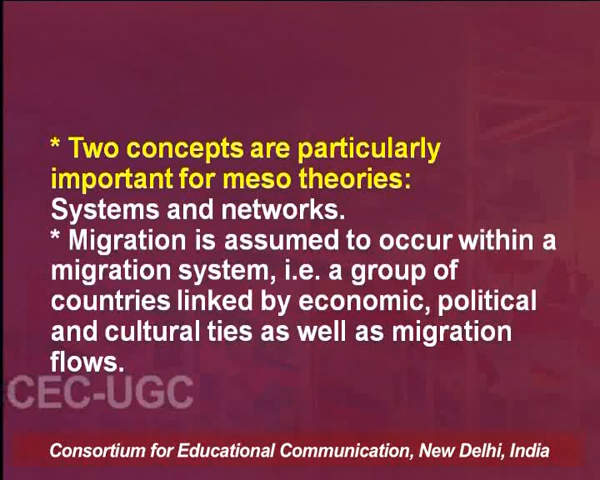 * Two concepts are particularly
important for meso theories:
Systems and networks.
* Migration is assumed to occur within a
migration system, i.e. a group of
countries linked by economic, political
and cultural ties as well as migration
flows.
CEC-UGC
Consortium for Educational Communication, New Delhi, India